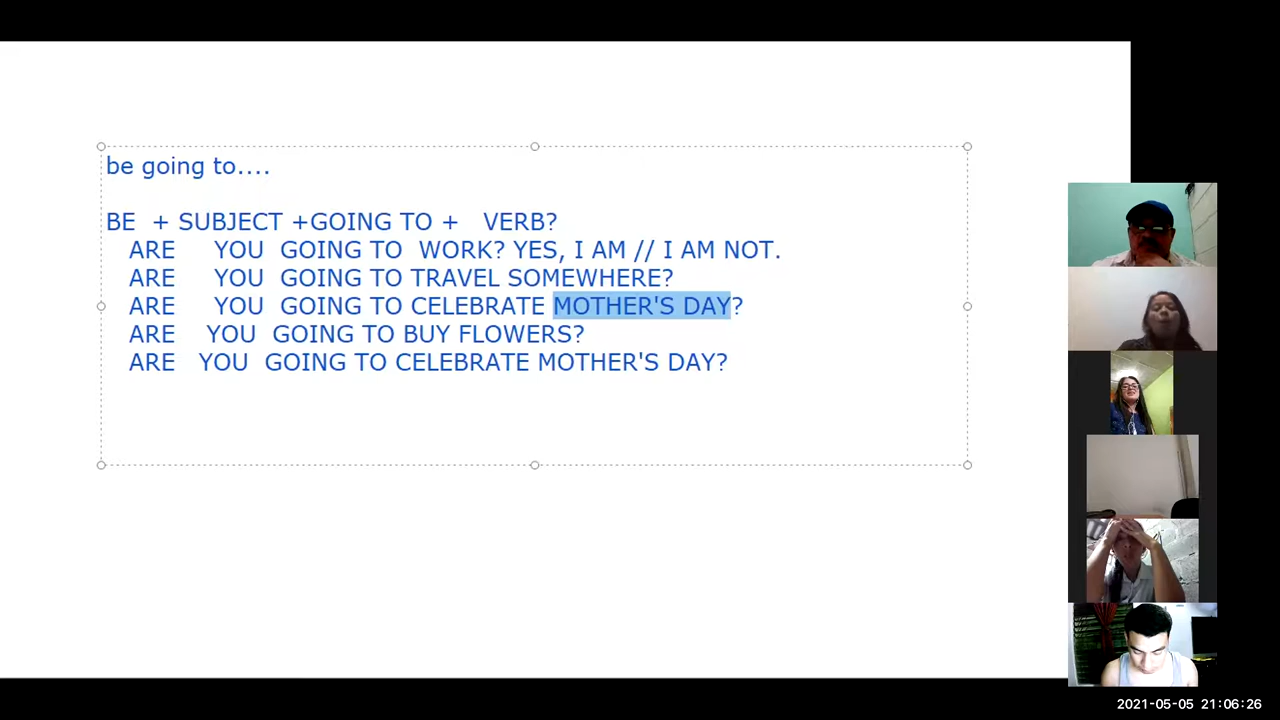 be going to....
BE + SUBJECT +GOING TO + VERB?
ARE YOU GOING TO WORK? YES, I AM // I AM NOT.
ARE YOU GOING TO TRAVEL SOMEWHERE?
ARE YOU GOING TO CELEBRATE MOTHER'S DAY?
ARE YOU GOING TO BUY FLOWERS?
ARE YOU GOING TO CELEBRATE MOTHER'S DAY?
2021-05-05 21:06:26